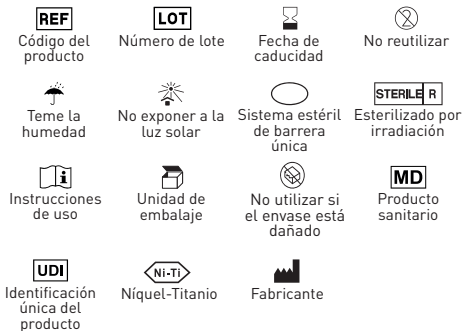 REF
LOT
2
Código del
producto
Número de lote
Fecha de
caducidad
No reutilizar
STERILE R
Teme la
humedad
No exponer a la
luz solar
Sistema estéril
de barrera
única
Esterilizado por
irradiación
i
MD
Instrucciones
de uso
Unidad de
embalaje
No utilizar si
el envase está
dañado
Producto
sanitario
UDI
Ni-Ti
Identificación
única del
producto
Níquel-Titanio
Fabricante